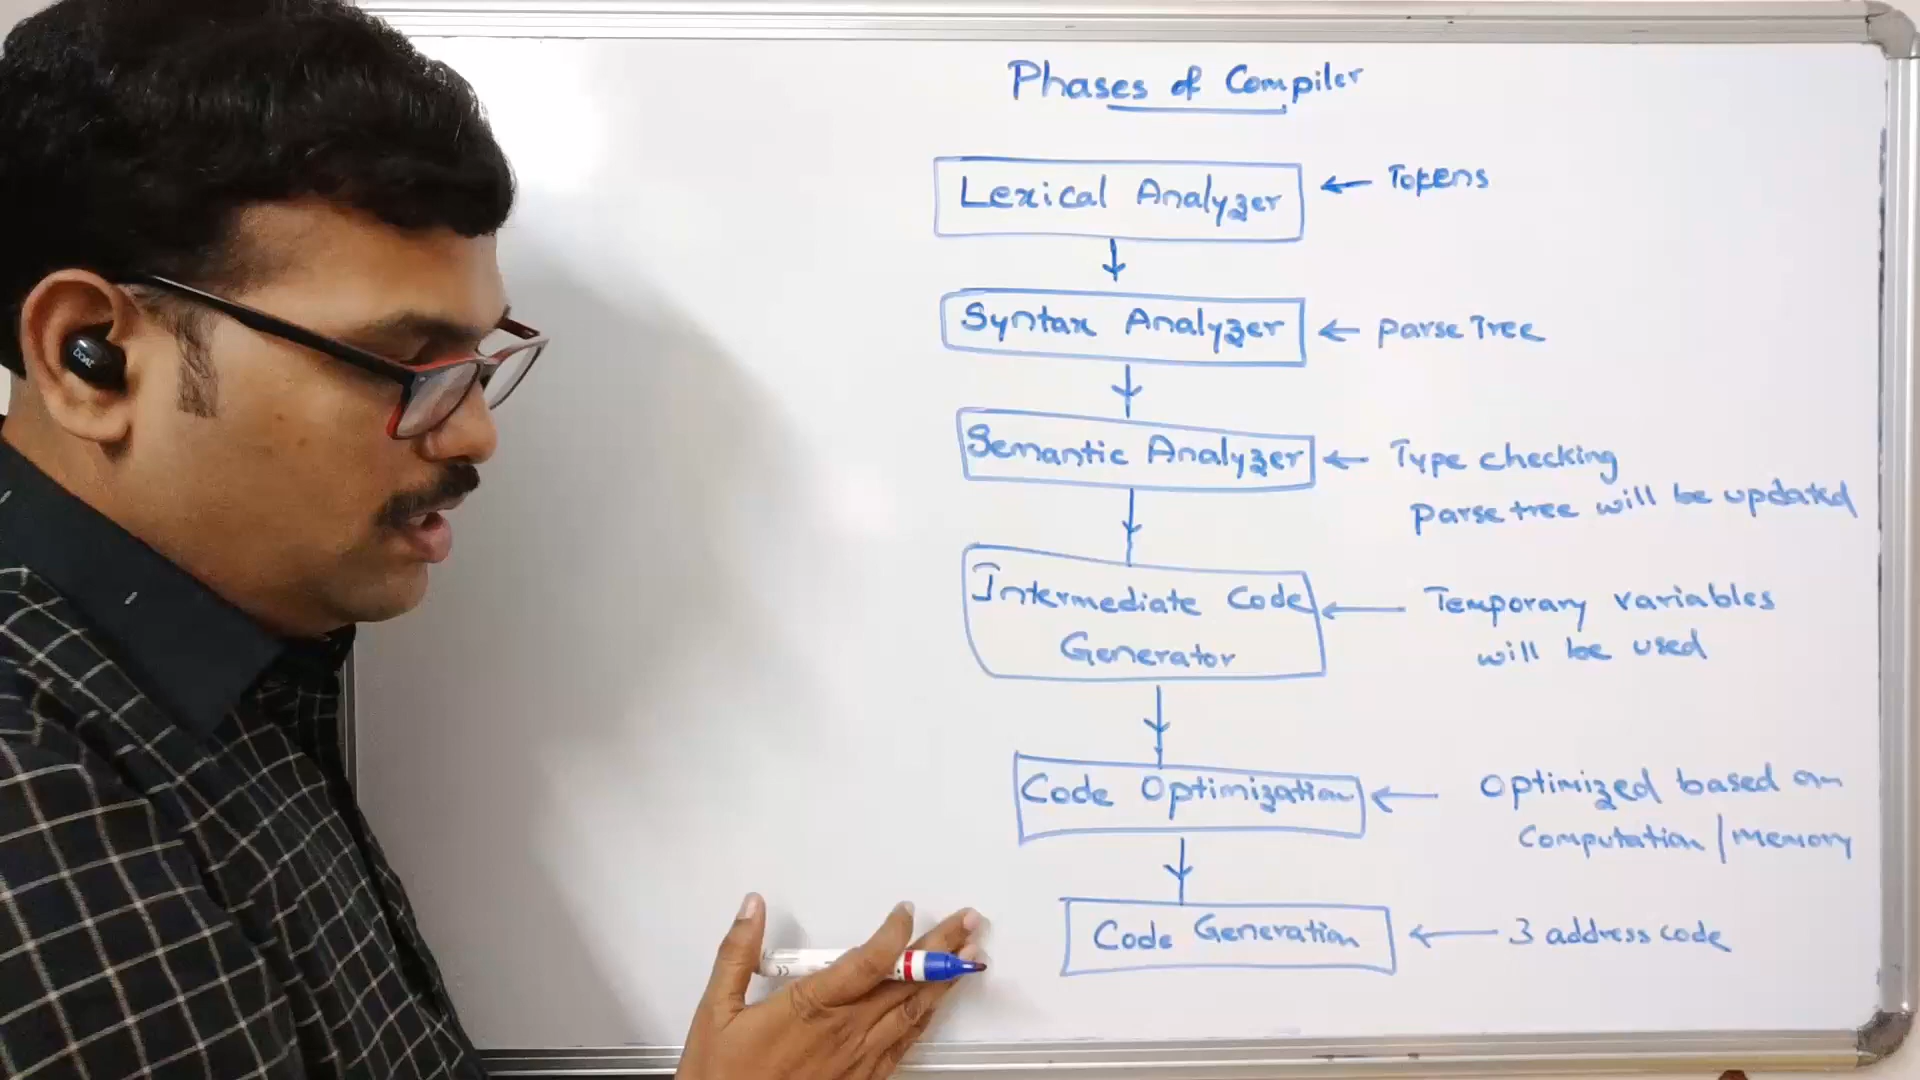 Phases of Compiler
Lexical Analyzer ← Tokens
Syntax Analyzer ← Parse Tree
Semantic Analyzer ← Type checking
Parse tree will be updated
Intermediate Code ← Temporary variables
Generator will be used
Code Optimization ← Optimized based on
Computation / memory
Code Generation ← 3 address code
boAt